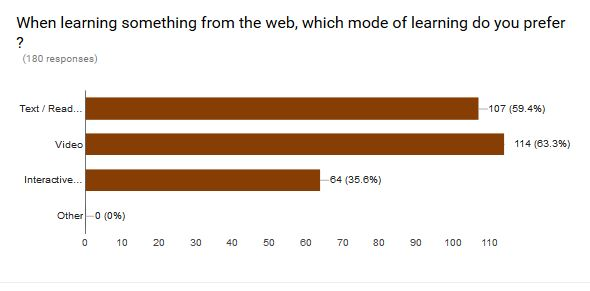 When learning something from the web, which mode of learning do you prefer
?
(180 responses)
Text / Read... 107 (59.4%)
Video 114 (63.3%)
Interactive... 64 (35.6%)
Other 0 (0%)
0 10 20 30 40 50 60 70 80 90 100 110